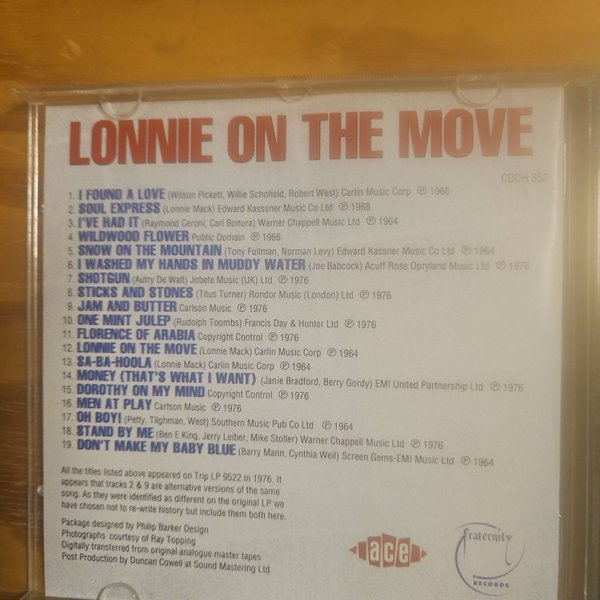 LONNIE ON THE MOVE
CDCH 352
1. I FOUND A LOVE (Wilson Pickett, Willie Schofield, Robert West) Carlin Music Corp ℗ 1968
2. SOUL EXPRESS (Lonnie Mack) Edward Kasssner Music Co Ltd ℗ 1968
3. I'VE HAD IT (Raymond Ceroni, Carl Bonura) Warner Chappell Music Ltd ℗ 1964
4. WILDWOOD FLOWER Public Domain ℗ 1966
5. SNOW ON THE MOUNTAIN (Tony Fullman, Norman Levy) Edward Kassner Music Co Ltd ℗ 1964
6. I WASHED MY HANDS IN MUDDY WATER (Joe Babcock) Acuff Rose Opryland Music Ltd ℗ 1976
7. SHOTGUN (Autry De Walt) Jobete Music (UK) Ltd ℗ 1976
8. STICKS AND STONES (Titus Turner) Rondor Music (London) Ltd ℗ 1976
9. JAM AND BUTTER Carlson Music ℗ 1976
10. ONE MINT JULEP (Rudolph Toombs) Francis Day & Hunter Ltd ℗ 1976
11. FLORENCE OF ARABIA Copyright Control ℗ 1976
12. LONNIE ON THE MOVE (Lonnie Mack) Carlin Music Corp ℗ 1964
13. SA-BA-HOOLA (Lonnie Mack) Carlin Music Corp ℗ 1964
14. MONEY (THAT'S WHAT I WANT) (Janie Bradford, Berry Gordy) EMI United Partnership Ltd ℗ 1976
15. DOROTHY ON MY MIND Copyright Control ℗ 1976
16. MEN AT PLAY Carlson Music ℗ 1976
17. OH BOY! (Petty, Tilghman, West) Southern Music Pub Co Ltd ℗ 1964
18. STAND BY ME (Ben E King, Jerry Leiber, Mike Stoller) Warner Chappell Music Ltd ℗ 1976
19. DON'T MAKE MY BABY BLUE (Barry Mann, Cynthia Weil) Screen Gems-EMI Music Ltd ℗ 1964
All the titles listed above appeared on Trip LP 9522 in 1976. It
appears that tracks 2 & 9 are alternative versions of the same
song. As they were identified as different on the original LP we
have chosen not to re-write history but include them both here.
Package designed by Philip Barker Design
Photographs courtesy of Ray Topping
Digitally transferred from original analogue master tapes
Post Production by Duncan Cowell at Sound Mastering Ltd
ace
fraternity
RECORDS